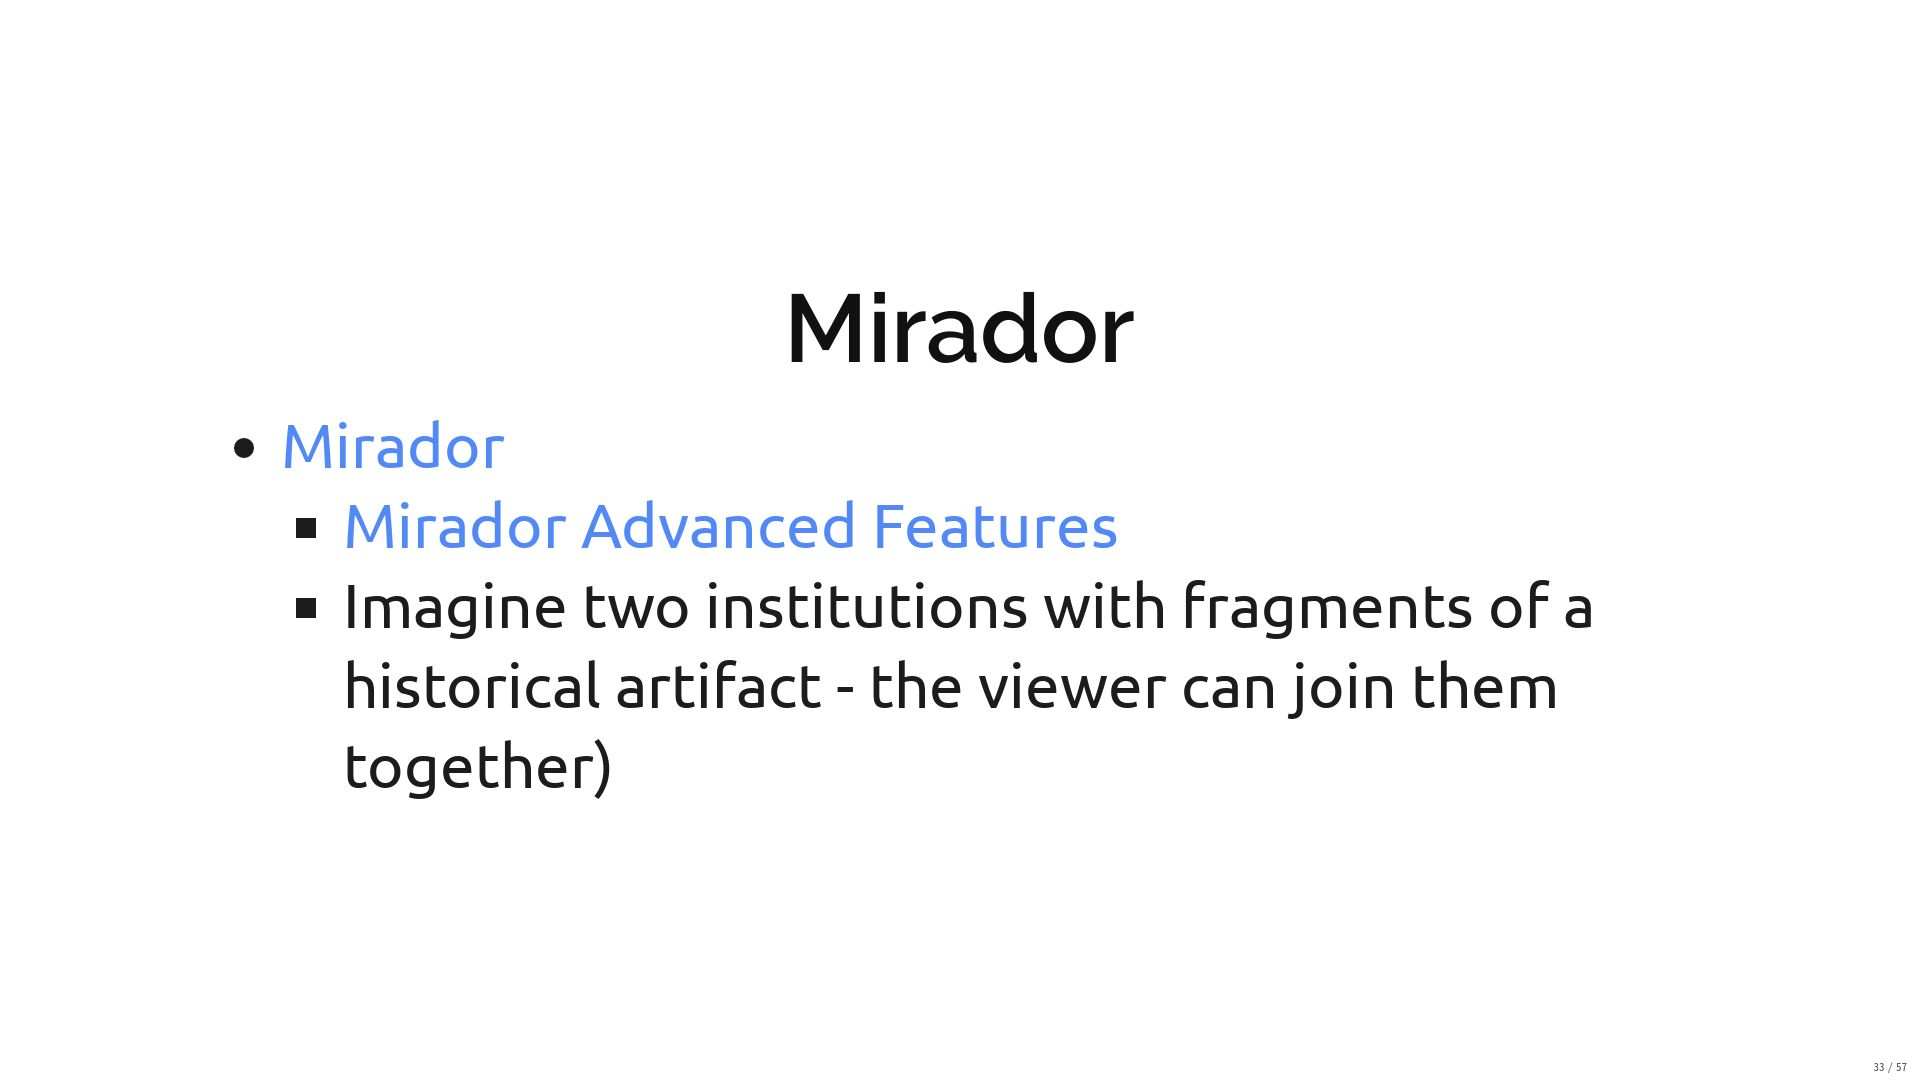 Mirador
Mirador
Mirador Advanced Features
Imagine two institutions with fragments of a
historical artifact - the viewer can join them
together)
33 / 57